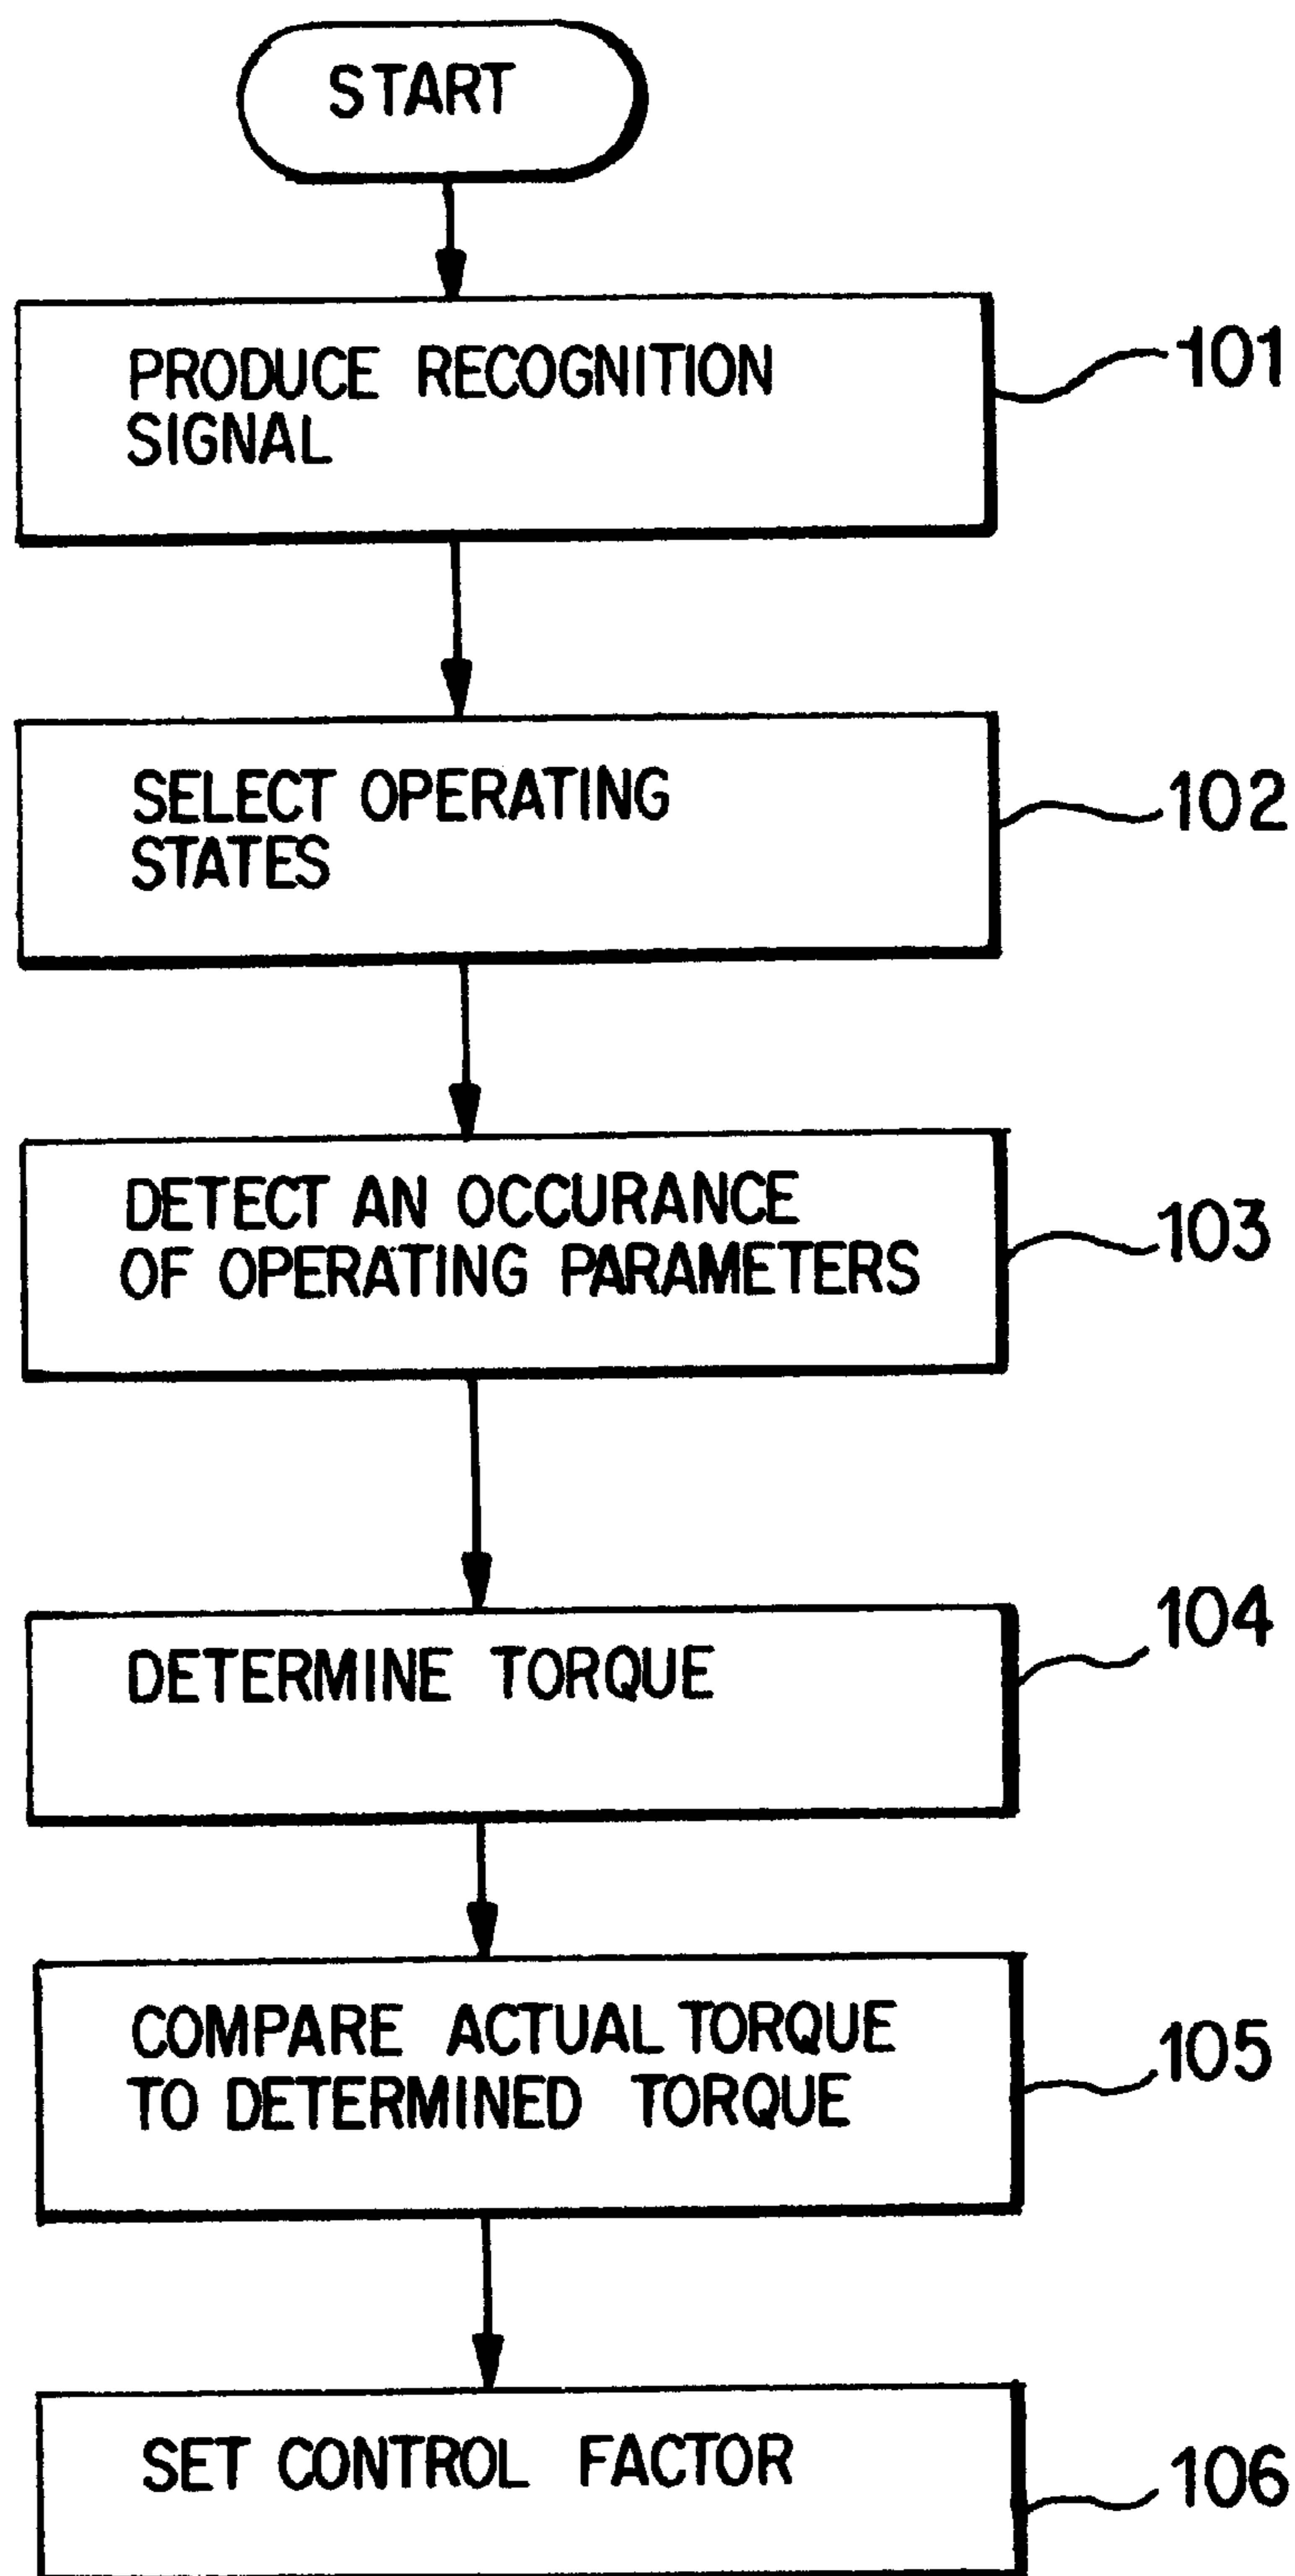 START
PRODUCE RECOGNITION
SIGNAL
101
SELECT OPERATING
STATES
102
DETECT AN OCCURANCE
OF OPERATING PARAMETERS
103
DETERMINE TORQUE
104
COMPARE ACTUAL TORQUE
TO DETERMINED TORQUE
105
SET CONTROL FACTOR
106